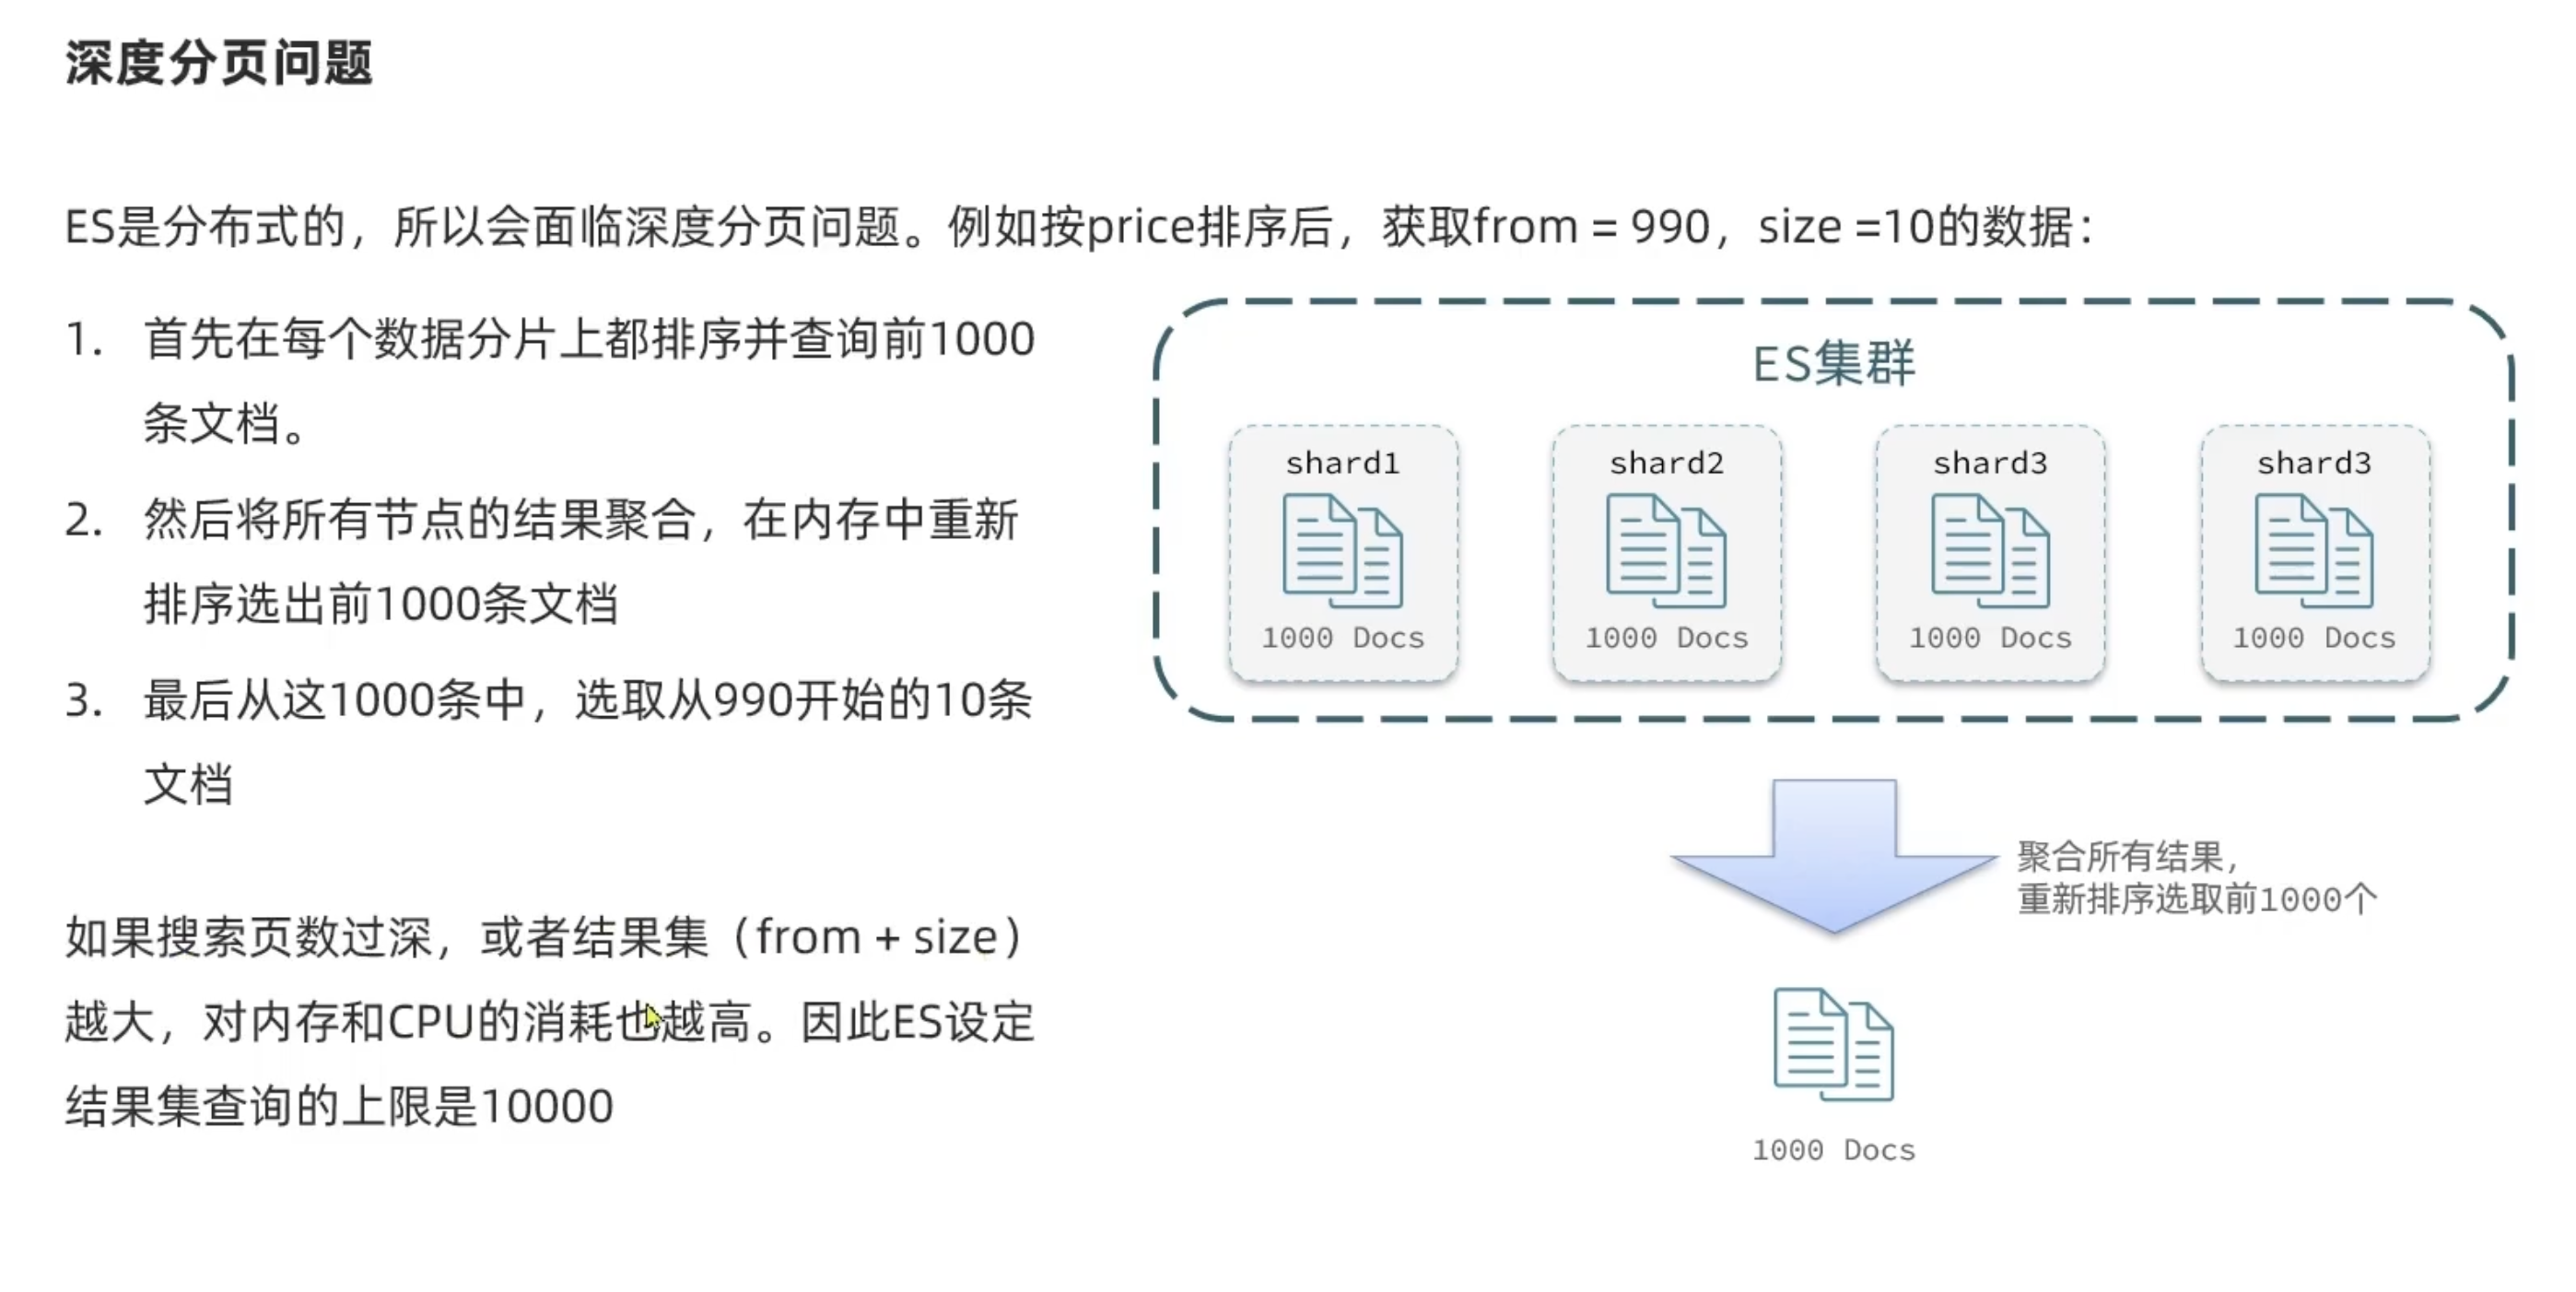 深度分页问题
ES是分布式的，所以会面临深度分页问题。例如按price排序后，获取from = 990，size =10的数据：
1. 首先在每个数据分片上都排序并查询前1000
条文档。
2. 然后将所有节点的结果聚合，在内存中重新
排序选出前1000条文档
3. 最后从这1000条中，选取从990开始的10条
文档
如果搜索页数过深，或者结果集（from + size）
越大，对内存和CPU的消耗也越高。因此ES设定
结果集查询的上限是10000
ES集群
shard1
1000 Docs
shard2
1000 Docs
shard3
1000 Docs
shard3
1000 Docs
聚合所有结果，
重新排序选取前1000个
1000 Docs